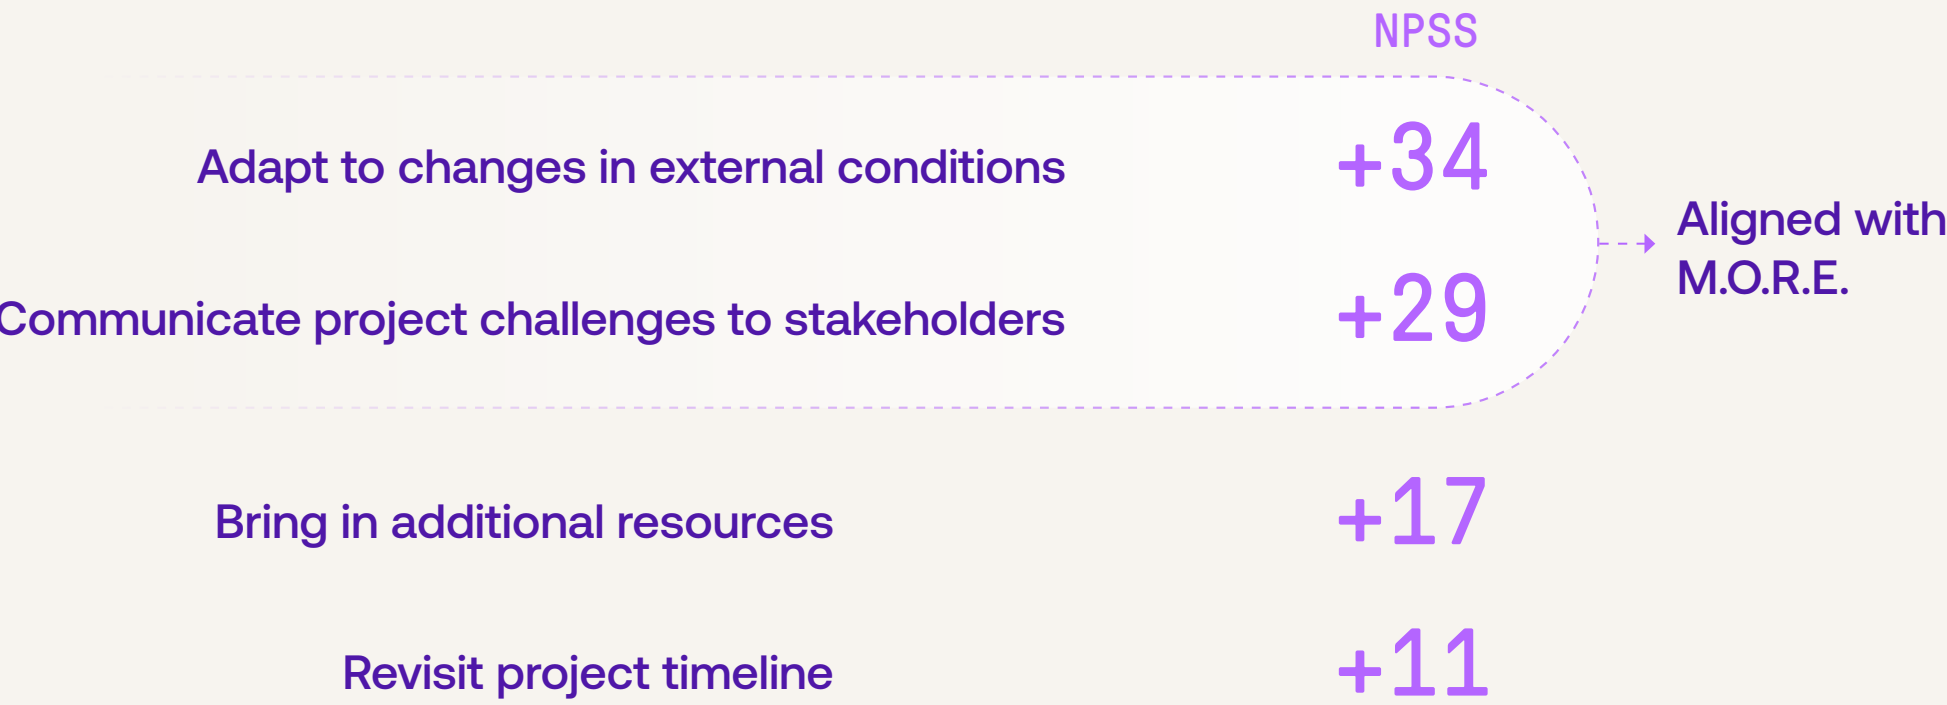 NPSS
Adapt to changes in external conditions +34
Communicate project challenges to stakeholders +29
Aligned with
M.O.R.E.
Bring in additional resources +17
Revisit project timeline +11